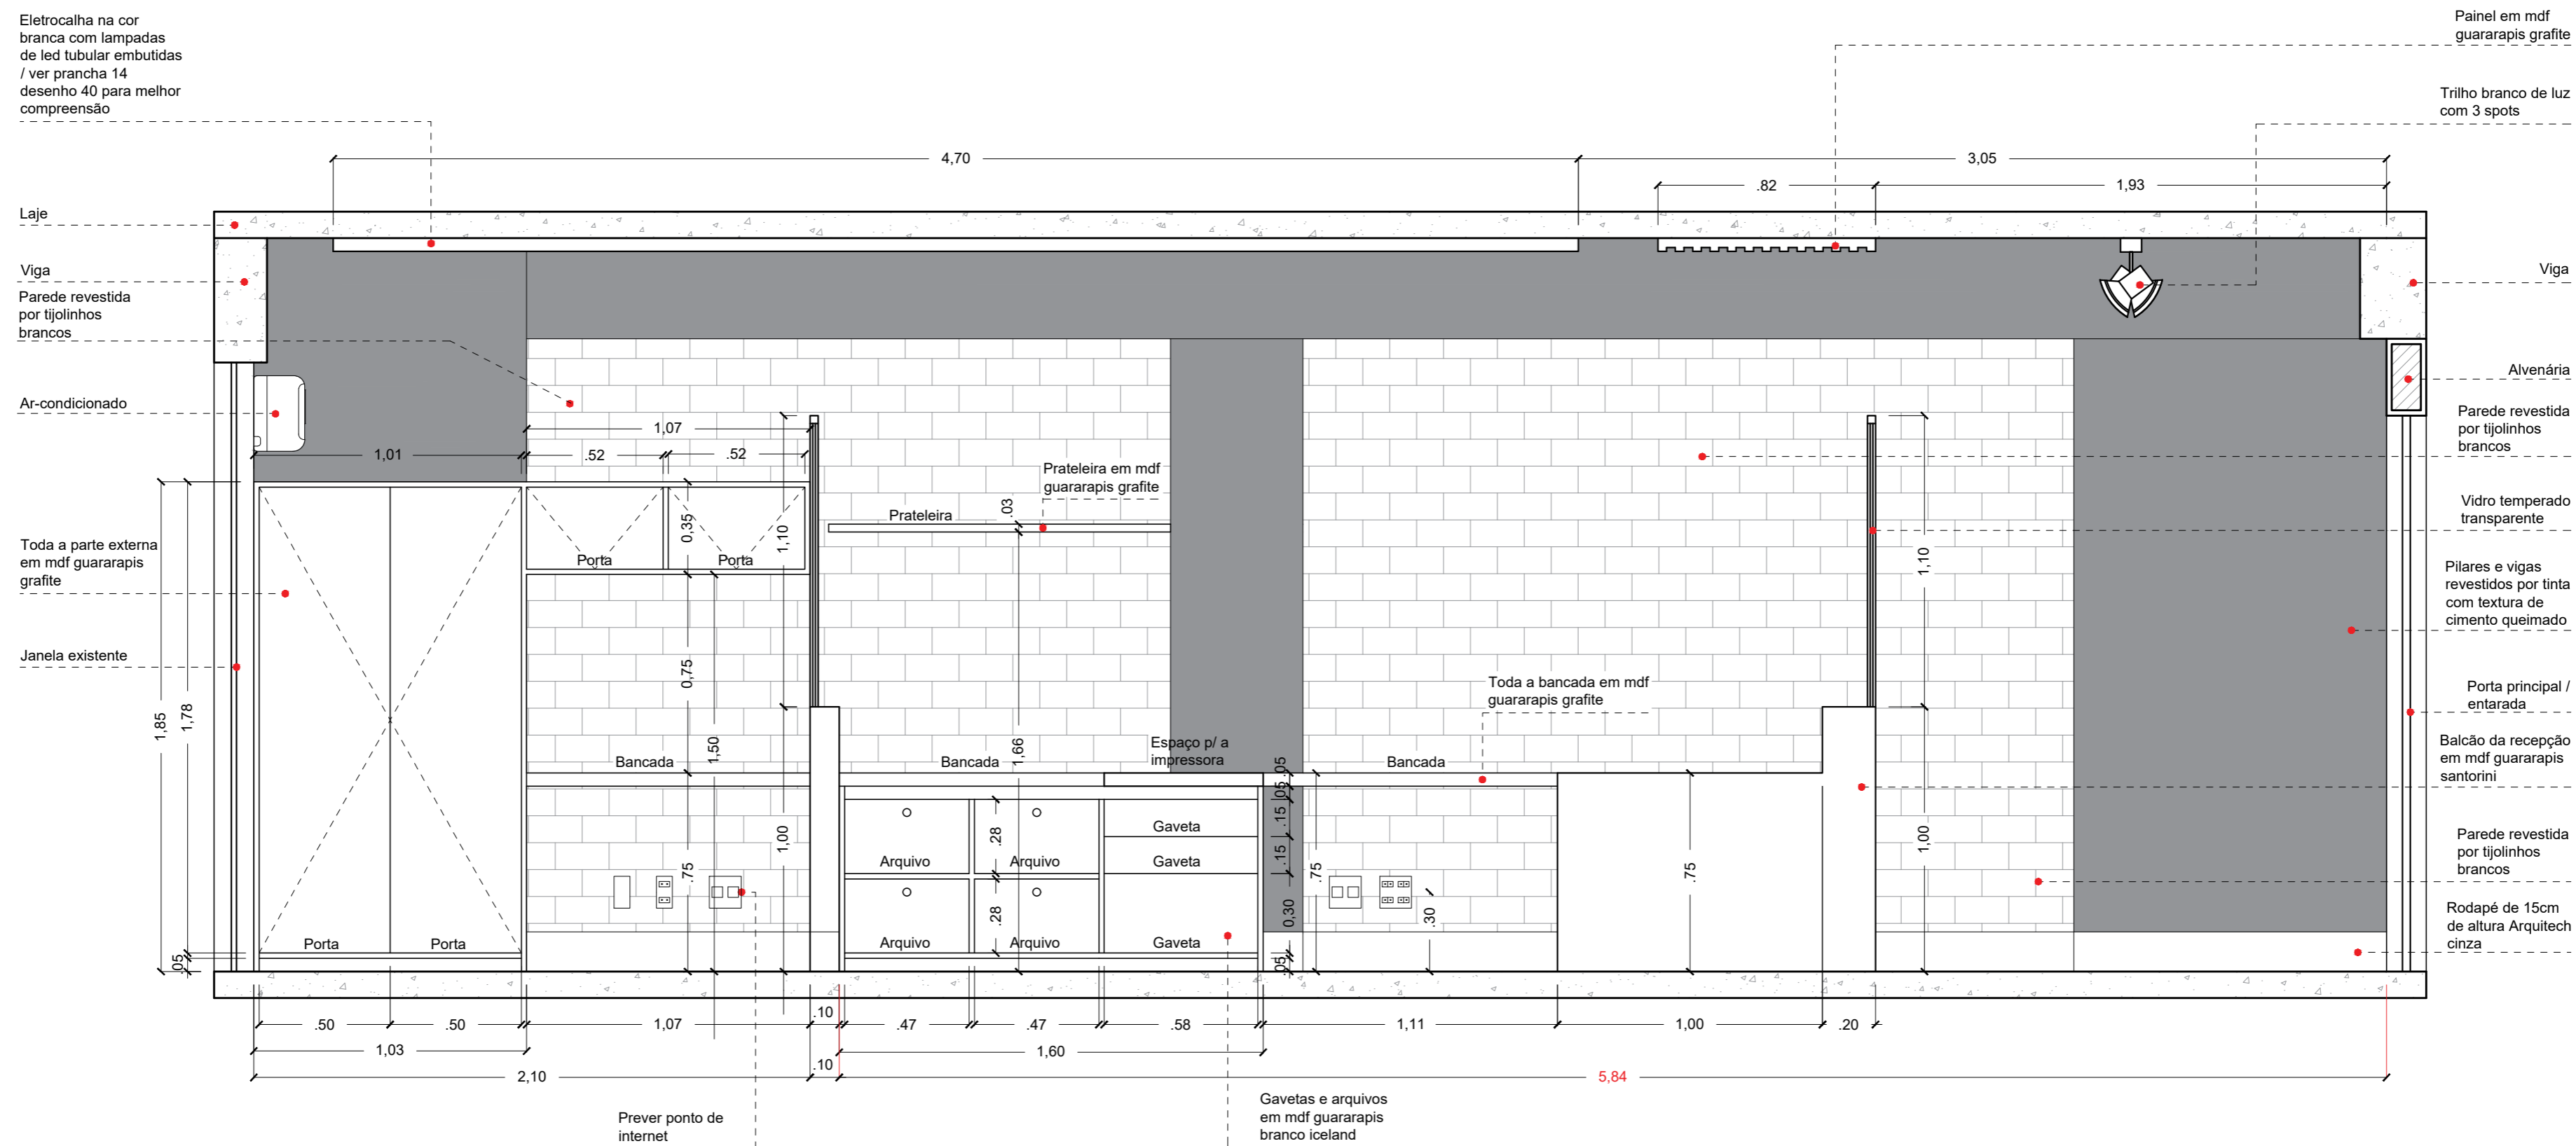 Eletrocalha na cor
branca com lampadas
de led tubular embutidas
/ ver prancha 14
desenho 40 para melhor
compreensão
Painel em mdf
guararapis grafite
Trilho branco de luz
com 3 spots
4,70
3,05
.82
1,93
Laje
Viga
Viga
Parede revestida
por tijolinhos
brancos
Ar-condicionado
Alvenária
Parede revestida
por tijolinhos
brancos
1,07
1,01
.52
.52
Prateleira em mdf
guararapis grafite
.03
Prateleira
0,35
1,10
Porta
Porta
Vidro temperado
transparente
1,10
Toda a parte externa
em mdf guararapis
grafite
Pilares e vigas
revestidos por tinta
com textura de
cimento queimado
Janela existente
0,75
1,85
1,78
1,50
1,66
Toda a bancada em mdf
guararapis grafite
Porta principal /
entarada
Balcão da recepção
em mdf guararapis
santorini
Espaço p/ a
impressora
Bancada
Bancada
Bancada
.05
.05
.15
.15
0,30
.05
1,00
.28
.28
.75
.75
.75
.30
1,00
Gaveta
Gaveta
Gaveta
Arquivo
Arquivo
Arquivo
Arquivo
Porta
Porta
.05
Parede revestida
por tijolinhos
brancos
Rodapé de 15cm
de altura Arquitech
cinza
.50
.50
1,07
.10
.47
.47
.58
1,11
1,00
.20
1,03
1,60
2,10
.10
5,84
Prever ponto de
internet
Gavetas e arquivos
em mdf guararapis
branco iceland